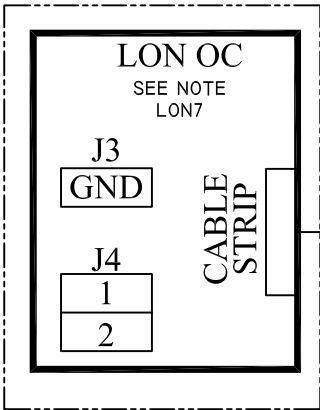 LON OC
SEE NOTE
LON7
J3
GND
J4
1
2
CABLE
STRIP